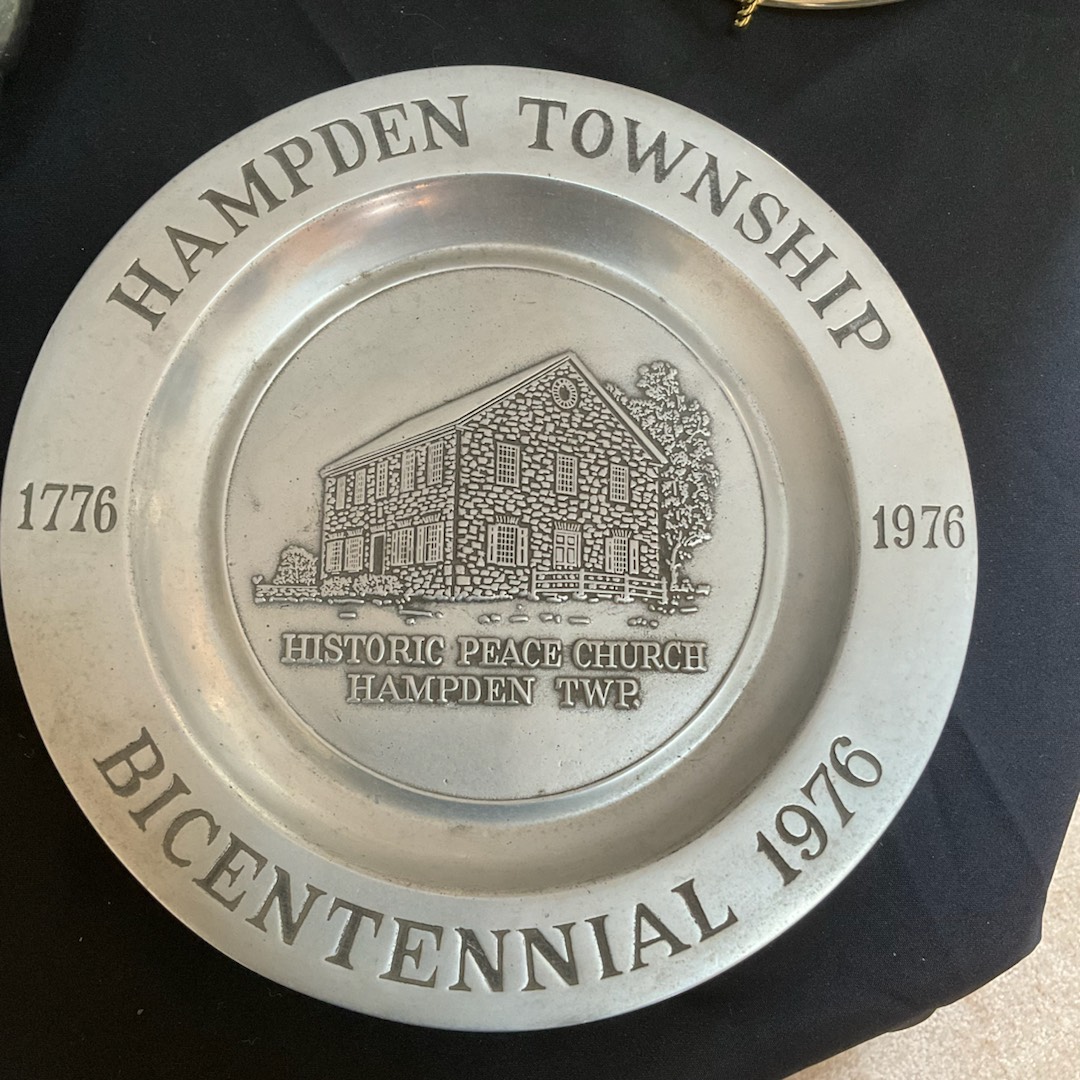 HAMPDEN TOWNSHIP
1776
1976
HISTORIC PEACE CHURCH
HAMPDEN TWP.
BICENTENNIAL 1976